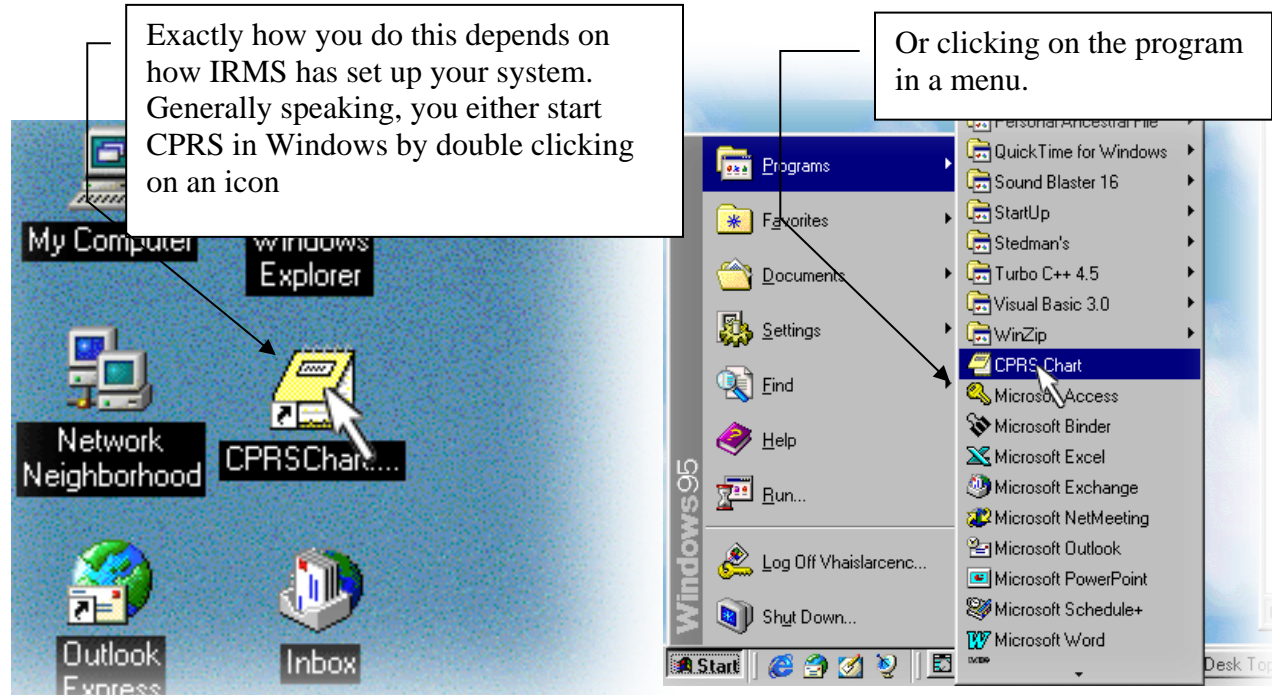 Exactly how you do this depends on
how IRMS has set up your system.
Generally speaking, you either start
CPRS in Windows by double clicking
on an icon
Or clicking on the program
in a menu.
My Computer
Windows
Explorer
Network
Neighborhood
CPRSChart....
Outlook
Express
Inbox
Windows95
Programs
Favorites
Documents
Settings
Find
Help
Run...
Log Off Vhaislarcenc...
Shut Down...
Start
Personal Ancestral File
QuickTime for Windows
Sound Blaster 16
StartUp
Stedman's
Turbo C++ 4.5
Visual Basic 3.0
WinZip
CPRS Chart
Microsoft Access
Microsoft Binder
Microsoft Excel
Microsoft Exchange
Microsoft NetMeeting
Microsoft Outlook
Microsoft PowerPoint
Microsoft Schedule+
Microsoft Word
Desk Top